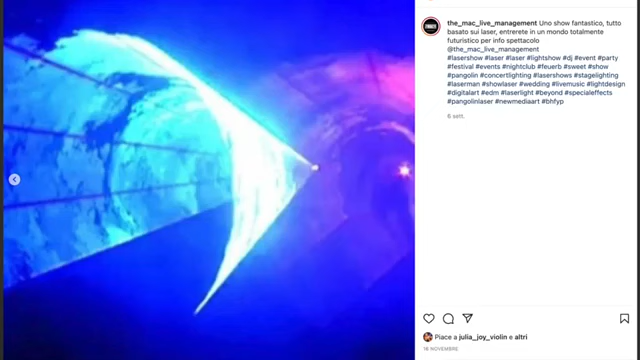 the_mac_live_management Uno show fantastico, tutto
basato sui laser, entrerete in un mondo totalmente
futuristico per info spettacolo
@the_mac_live_management
#lasershow #laser #laser #lightshow #dj #event #party
#festival #events #nightclub #feuerb #sweet #show
#pangolin #concertlighting #lasershows #stagelighting
#laserman #showlaser #wedding #livemusic #lightdesign
#digitalart #edm #laserlight #beyond #specialeffects
#pangolinlaser #newmediaart #bhfyp
6 sett.
Piace a julia_joy_violin e altri
18 NOVEMBRE